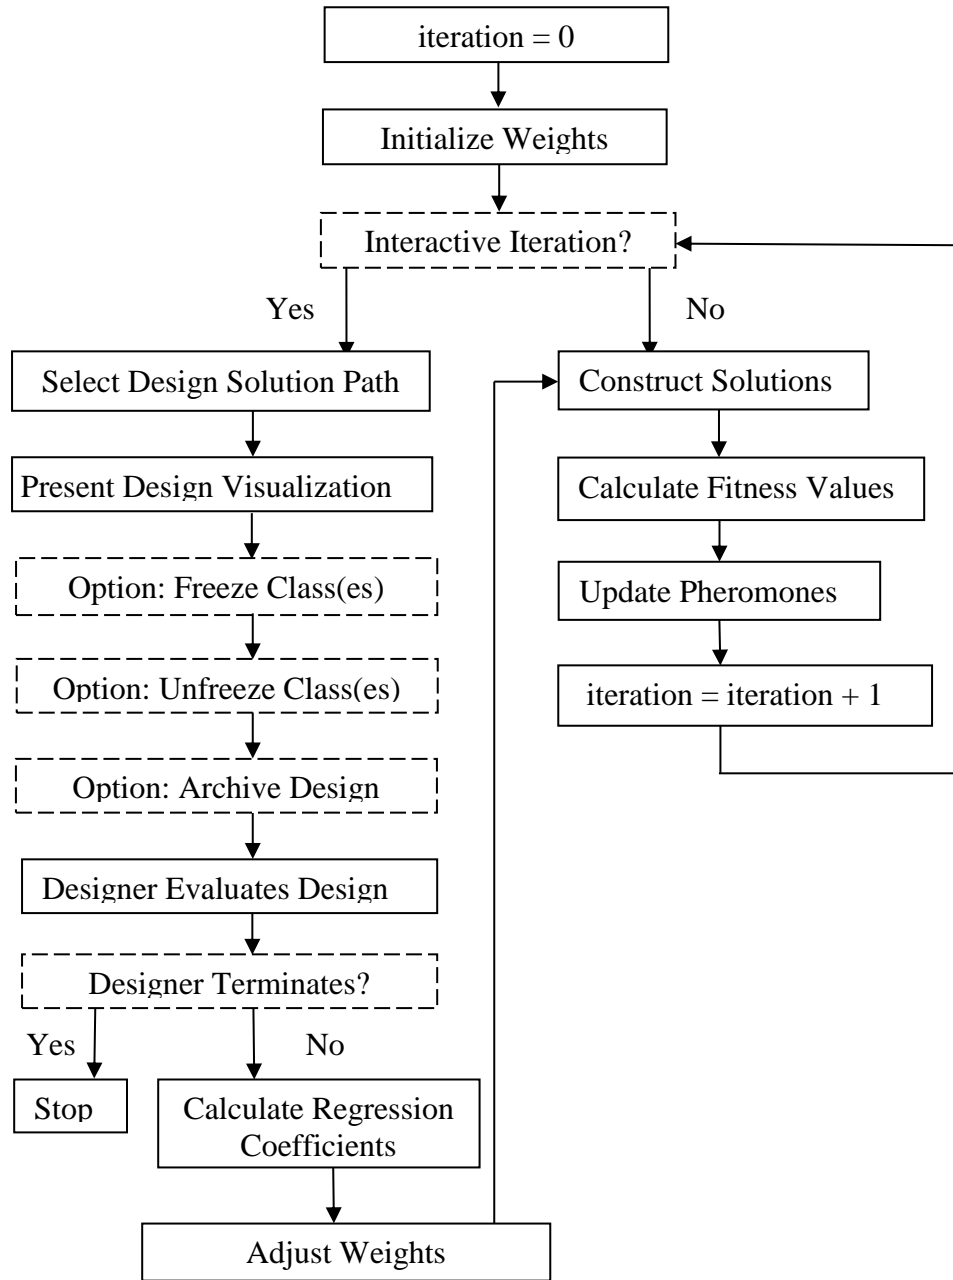 iteration = 0
Initialize Weights
Interactive Iteration?
Yes
No
Select Design Solution Path
Present Design Visualization
Option: Freeze Class(es)
Option: Unfreeze Class(es)
Option: Archive Design
Designer Evaluates Design
Designer Terminates?
Yes
No
Stop
Calculate Regression
Coefficients
Adjust Weights
Construct Solutions
Calculate Fitness Values
Update Pheromones
iteration = iteration + 1